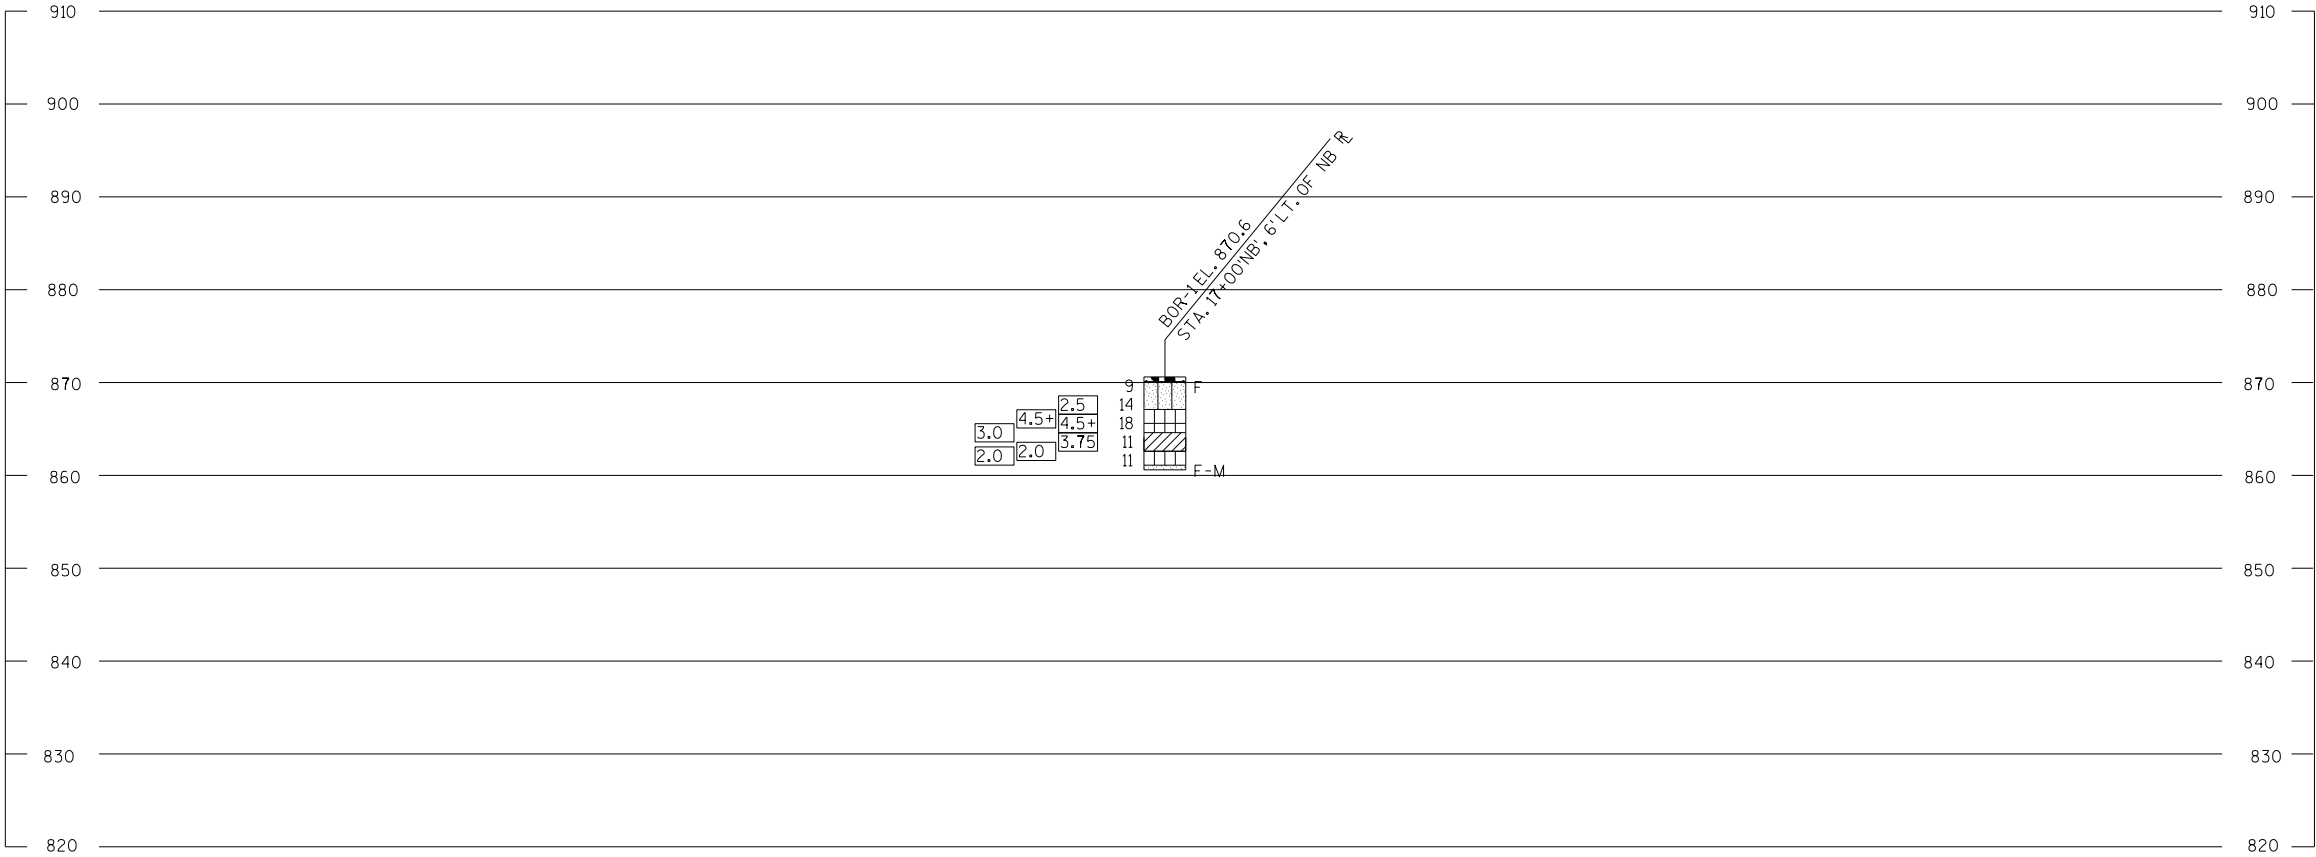 910 910
900 900
BOR-1 EL. 870.6
STA. 17+00'NB', 6' LT. OF NB RL
890 890
880 880
870 870
9 F
2.5 14
4.5+ 4.5+ 18
3.0 3.75 11
2.0 2.0 11
F-M
860 860
850 850
840 840
830 830
820 820